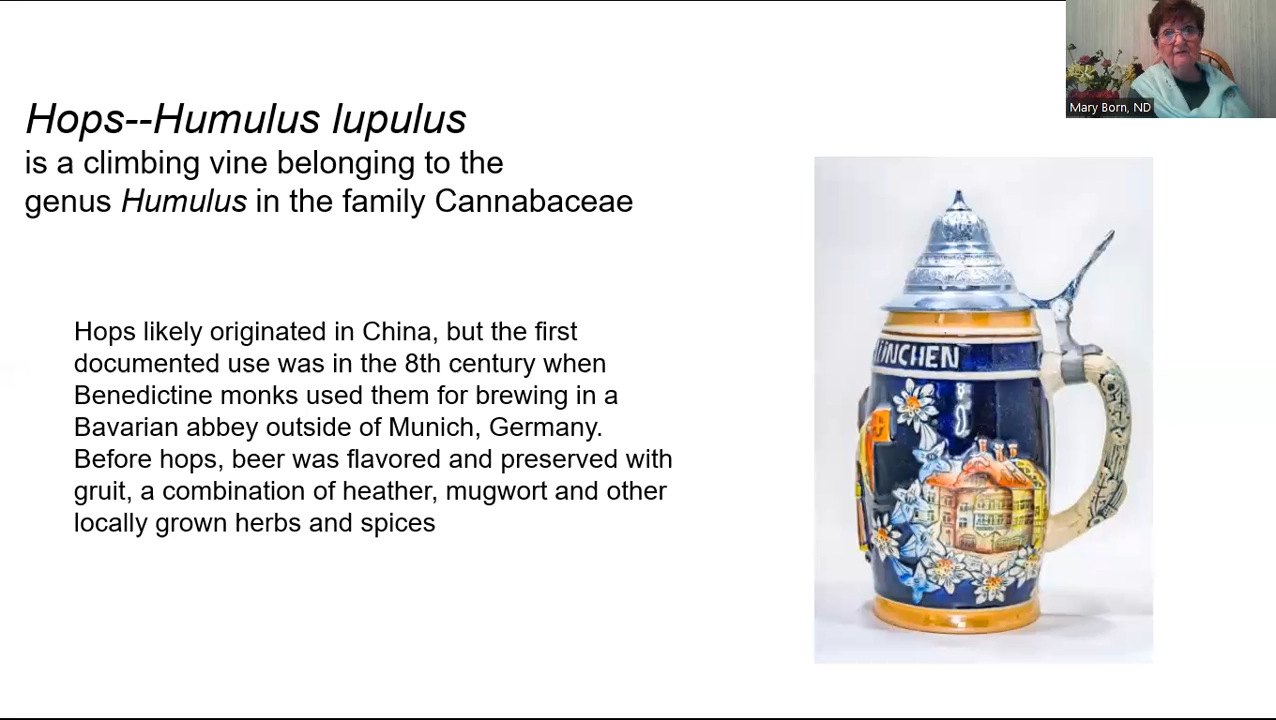 Mary Born, ND
Hops--Humulus lupulus
is a climbing vine belonging to the
genus Humulus in the family Cannabaceae
Hops likely originated in China, but the first
documented use was in the 8th century when
Benedictine monks used them for brewing in a
Bavarian abbey outside of Munich, Germany.
Before hops, beer was flavored and preserved with
gruit, a combination of heather, mugwort and other
locally grown herbs and spices
ÜNCHEN